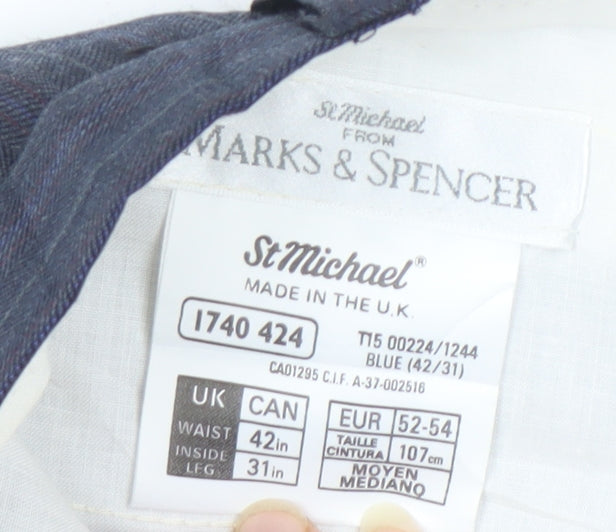 St Michael
FROM
MARKS & SPENCER
St Michael®
MADE IN THE U.K.
1740 424
T15 00224/1244
BLUE (42/31)
CA01295 C.I.F. A-37-002516
UK CAN
WAIST 42in
INSIDE LEG 31in
EUR 52-54
TAILLE CINTURA 107cm
MOYEN
MEDIANO